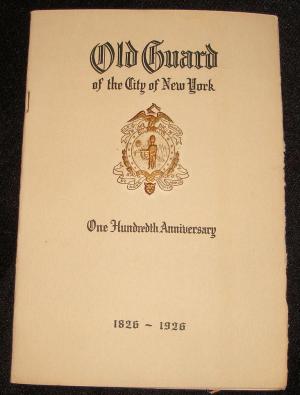 Old Guard
of the City of New York
One Hundredth Anniversary
1826 ~ 1926